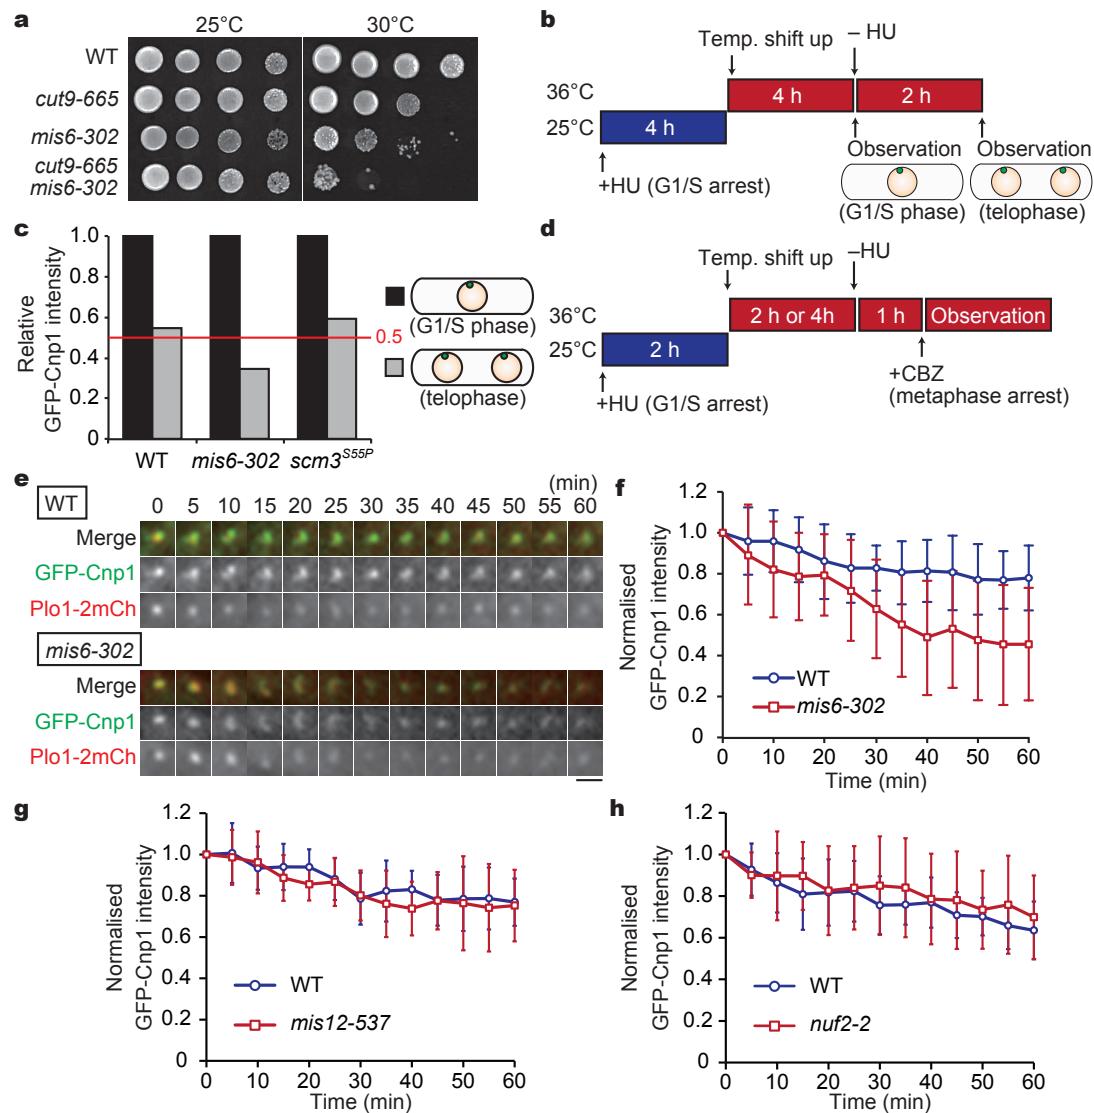 a
25°C 30°C
WT
cut9-665
mis6-302
cut9-665
mis6-302
b
Temp. shift up
– HU
36°C
4 h
2 h
25°C
4 h
+HU (G1/S arrest)
Observation
(G1/S phase)
Observation
(telophase)
c
Relative
GFP-Cnp1 intensity
1.0
0.8
0.6
0.4
0.2
0
0.5
WT
mis6-302
scm3S55P
(G1/S phase)
(telophase)
d
Temp. shift up
–HU
36°C
2 h or 4h
1 h
Observation
25°C
2 h
+HU (G1/S arrest)
+CBZ
(metaphase arrest)
e
WT
(min)
0 5 10 15 20 25 30 35 40 45 50 55 60
Merge
GFP-Cnp1
Plo1-2mCh
mis6-302
Merge
GFP-Cnp1
Plo1-2mCh
f
Normalised
GFP-Cnp1 intensity
1.2
1.0
0.8
0.6
0.4
0.2
0
WT
mis6-302
0 10 20 30 40 50 60
Time (min)
g
Normalised
GFP-Cnp1 intensity
1.2
1.0
0.8
0.6
0.4
0.2
0
WT
mis12-537
0 10 20 30 40 50 60
Time (min)
h
Normalised
GFP-Cnp1 intensity
1.2
1.0
0.8
0.6
0.4
0.2
0
WT
nuf2-2
0 10 20 30 40 50 60
Time (min)